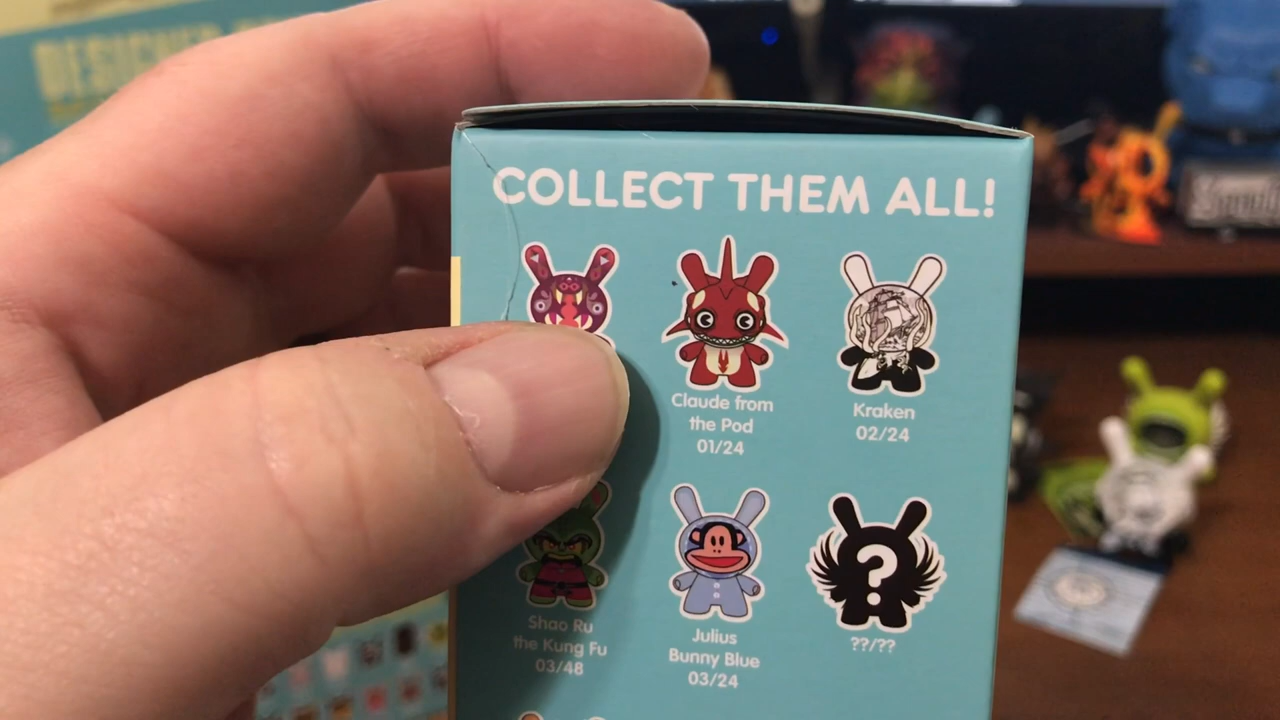 DESIGNER
COLLECT THEM ALL!
Claude from
the Pod
01/24
Kraken
02/24
Shao Ru
the Kung Fu
03/48
Julius
Bunny Blue
03/24
?
??/??